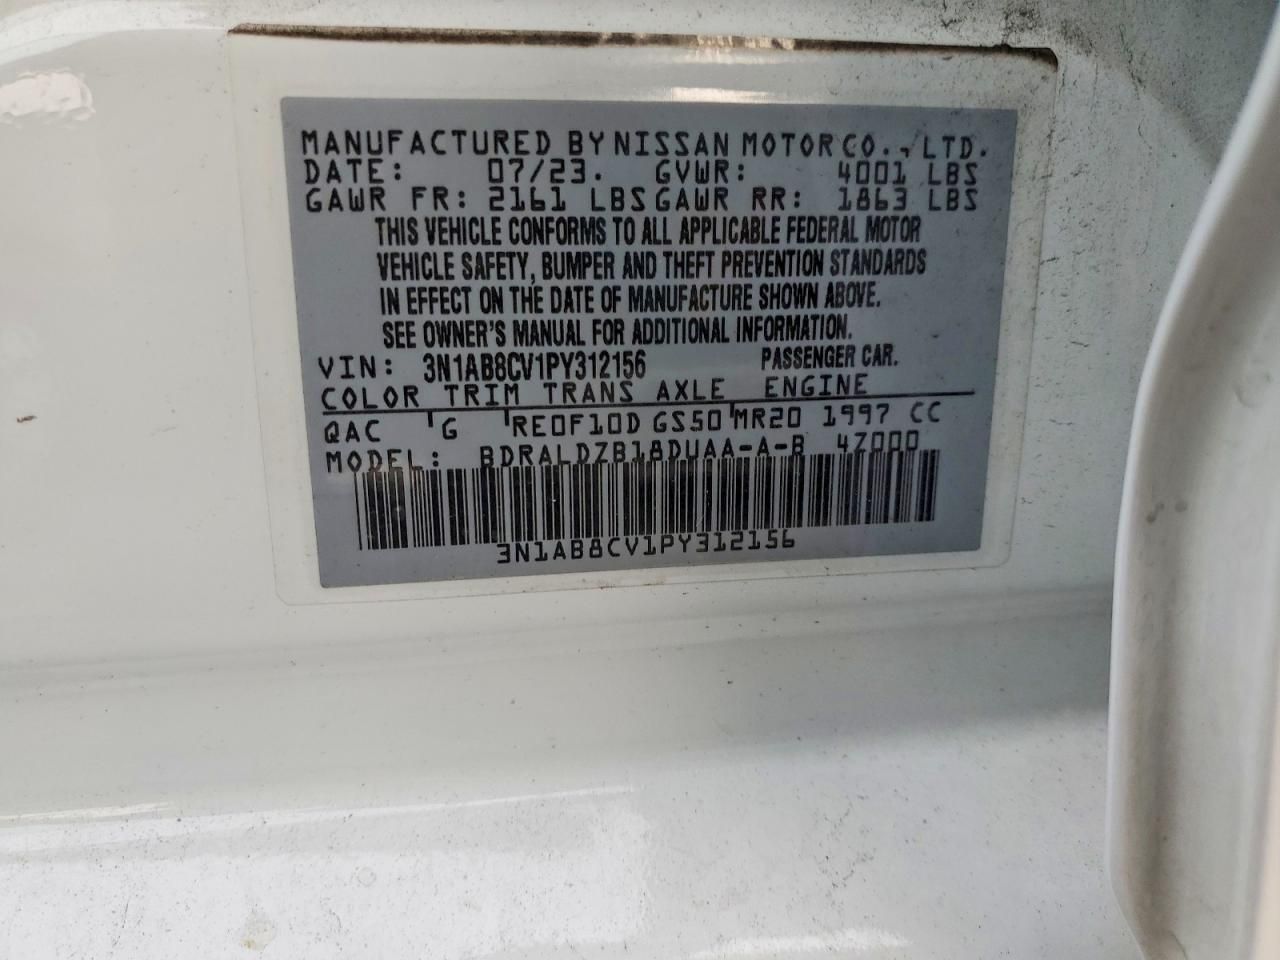 MANUFACTURED BY NISSAN MOTOR CO., LTD.
DATE: 07/23. GVWR: 4001 LBS
GAWR FR: 2161 LBS GAWR RR: 1863 LBS
THIS VEHICLE CONFORMS TO ALL APPLICABLE FEDERAL MOTOR
VEHICLE SAFETY, BUMPER AND THEFT PREVENTION STANDARDS
IN EFFECT ON THE DATE OF MANUFACTURE SHOWN ABOVE.
SEE OWNER'S MANUAL FOR ADDITIONAL INFORMATION.
VIN: 3N1AB8CV1PY312156 PASSENGER CAR.
COLOR TRIM TRANS AXLE ENGINE
QAC G RE0F10D GS50 MR20 1997 CC
MODEL: BDRALDZB18DUAA-A-B 4Z000
3N1AB8CV1PY312156